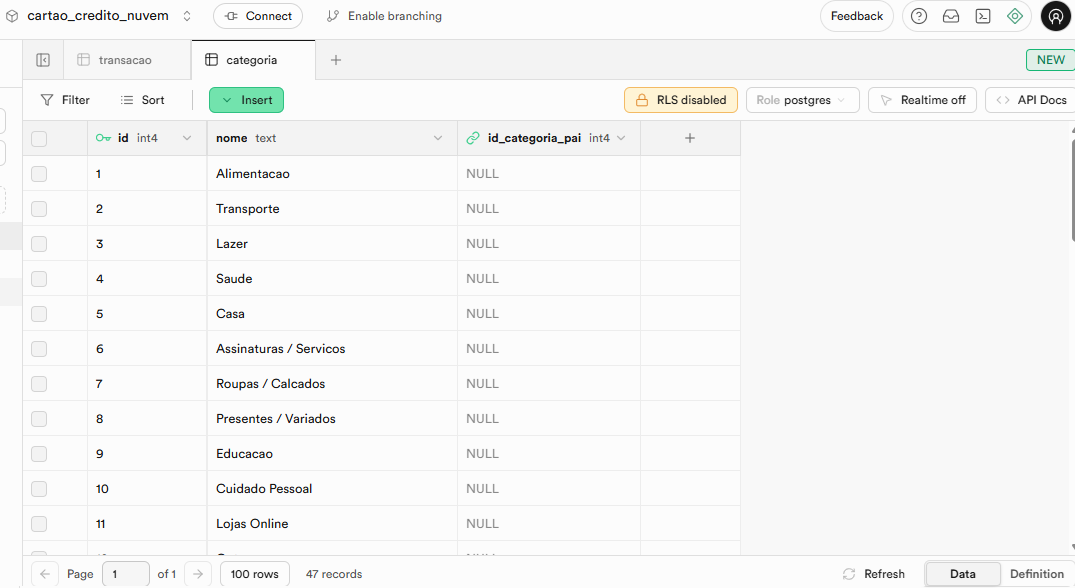 cartao_credito_nuvem Connect Enable branching Feedback
transacao categoria NEW
Filter Sort Insert RLS disabled Role postgres Realtime off API Docs
id int4 nome text id_categoria_pai int4
1 Alimentacao NULL
2 Transporte NULL
3 Lazer NULL
4 Saude NULL
5 Casa NULL
6 Assinaturas / Servicos NULL
7 Roupas / Calcados NULL
8 Presentes / Variados NULL
9 Educacao NULL
10 Cuidado Pessoal NULL
11 Lojas Online NULL
Page 1 of 1 100 rows 47 records Refresh Data Definition